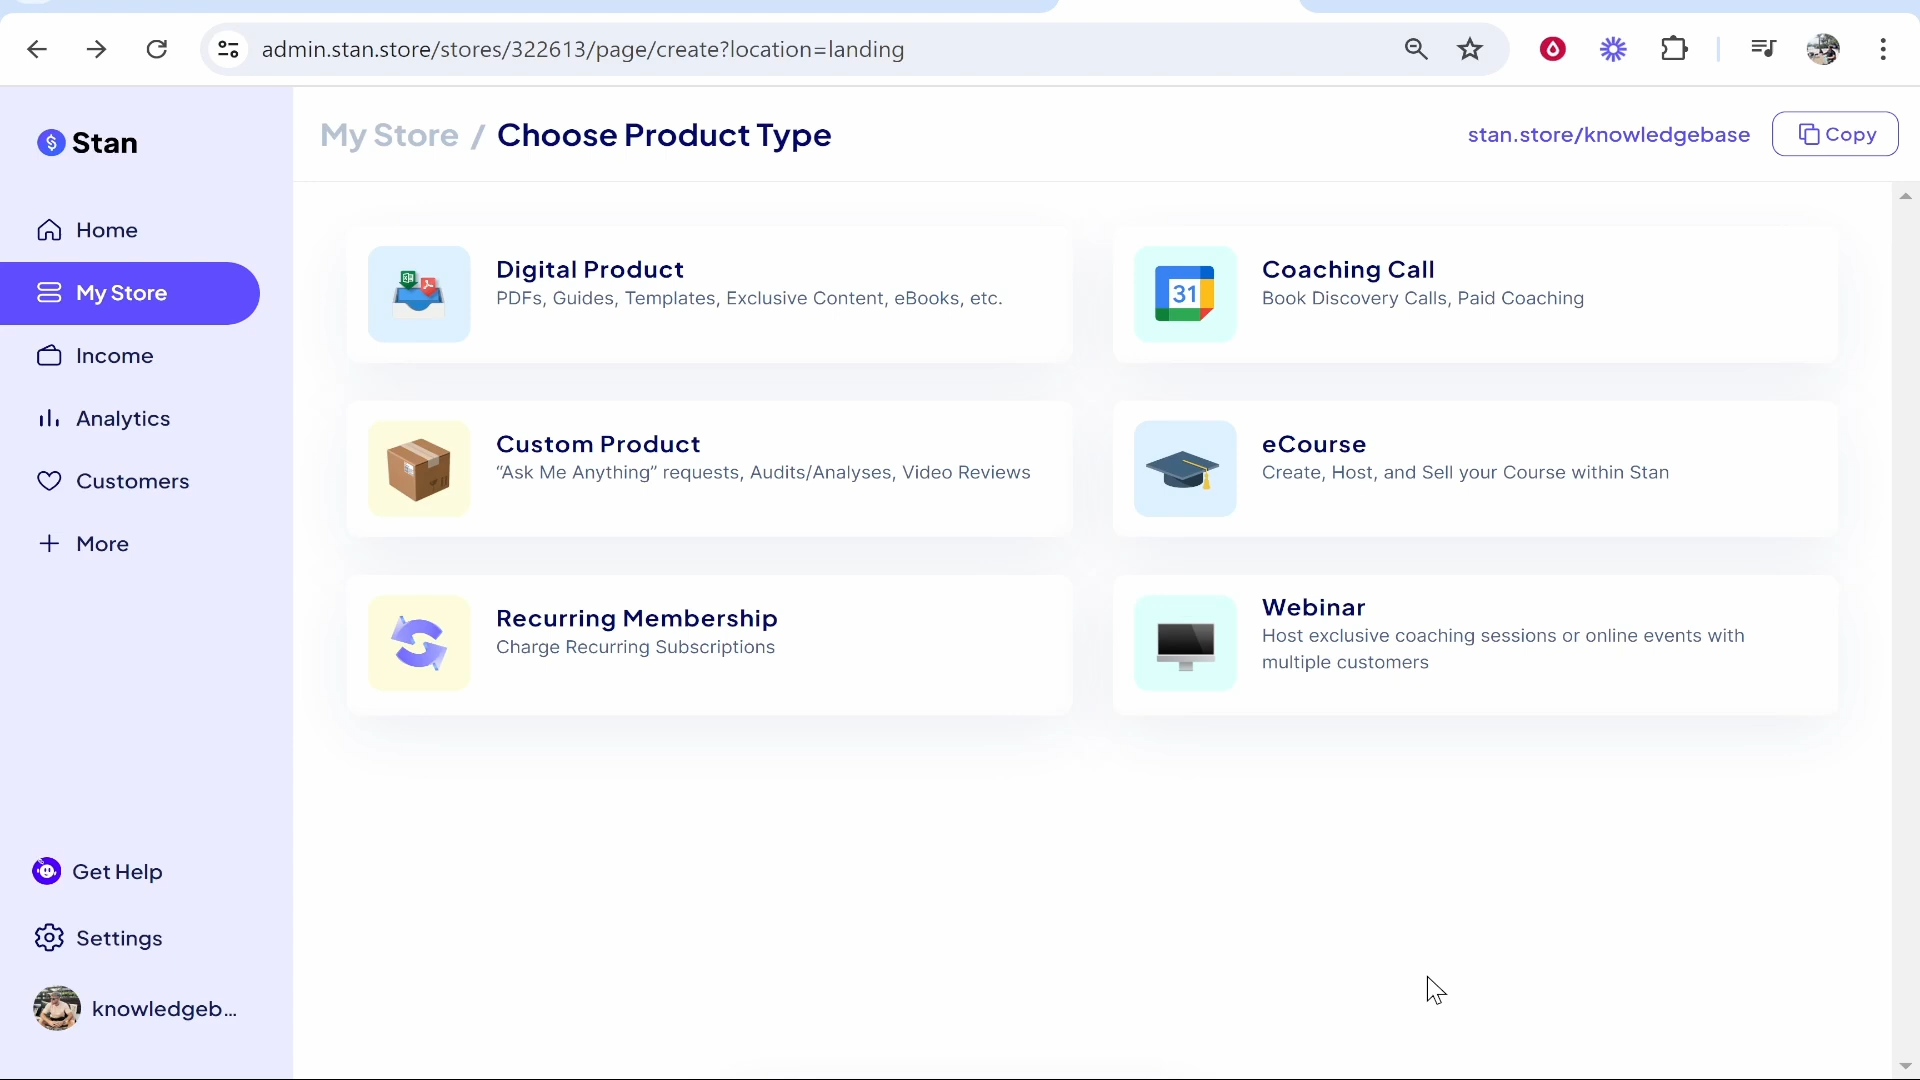 admin.stan.store/stores/322613/page/create?location=landing
Stan
My Store / Choose Product Type
stan.store/knowledgebase
Copy
Home
My Store
Income
Analytics
Customers
More
Get Help
Settings
knowledgeb...
Digital Product
PDFs, Guides, Templates, Exclusive Content, eBooks, etc.
31
Coaching Call
Book Discovery Calls, Paid Coaching
Custom Product
“Ask Me Anything” requests, Audits/Analyses, Video Reviews
eCourse
Create, Host, and Sell your Course within Stan
Recurring Membership
Charge Recurring Subscriptions
Webinar
Host exclusive coaching sessions or online events with
multiple customers